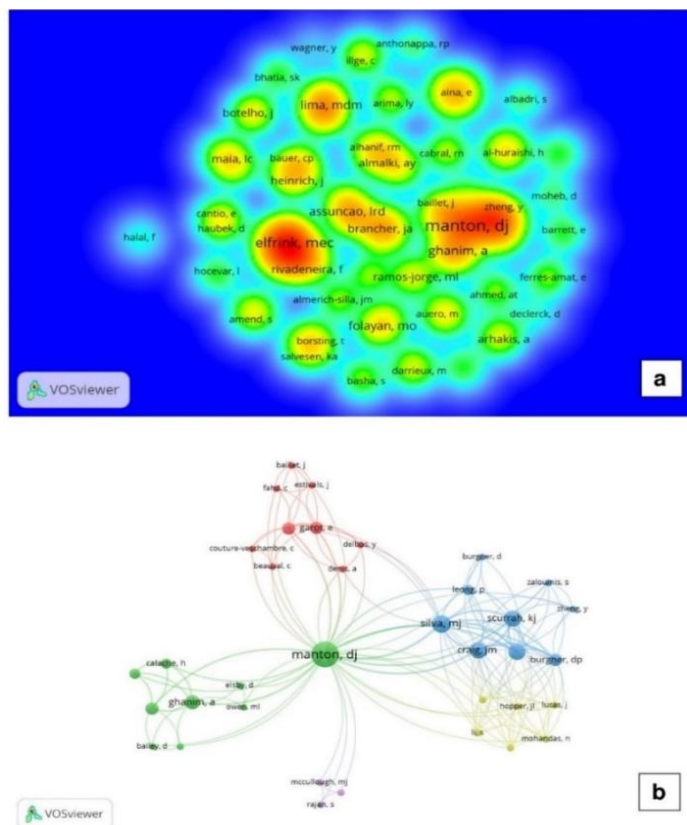 wagner, y
anthonappa, rp
illge, c
bhatia, sk
aina, e
lima, mdm
arima, ly
albadri, s
botelho, j
alhanif, rm
cabral, rn
al-huraishi, h
maia, lc
bauer, cp
almalki, ay
heinrich, j
moheb, d
baillet, j
zheng, y
cantio, e
assuncao, lrd
manton, dj
haubek, d
brancher, ja
barrett, e
halal, f
elfrink, mec
ghanim, a
hocevar, l
rivadeneira, f
ramos-jorge, ml
ferres-amat, e
almerich-silla, jm
ahmed, at
amend, s
folayan, mo
auero, m
declerck, d
borsting, t
arhakis, a
salvesen, ka
darrieux, m
basha, s
VOSviewer
a
baillet, j
fahd, c
estivals, j
garot, e
couture-veschambre, c
delbos, y
beauval, c
denis, a
burgner, d
leong, p
zaloumis, s
zheng, y
silva, mj
scurrah, kj
craig, jm
burgner, dp
manton, dj
calache, h
elsby, d
ghanim, a
owen, ml
bailey, d
hopper, jl
lucas, j
mohandas, n
mccullough, mj
rajan, s
VOSviewer
b